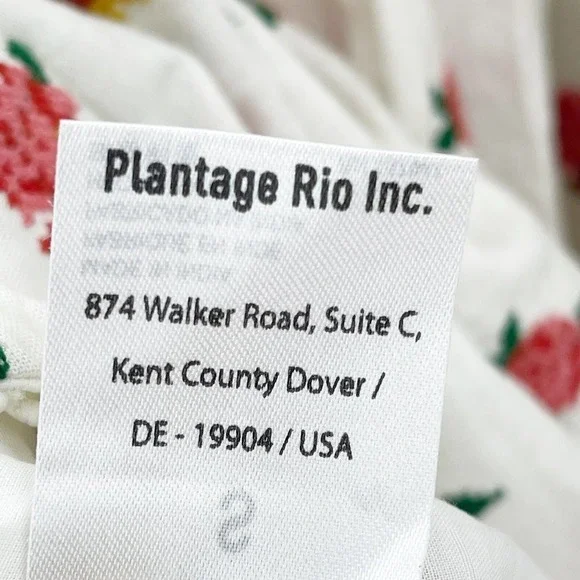 Plantage Rio Inc.
874 Walker Road, Suite C,
Kent County Dover /
DE - 19904 / USA
S